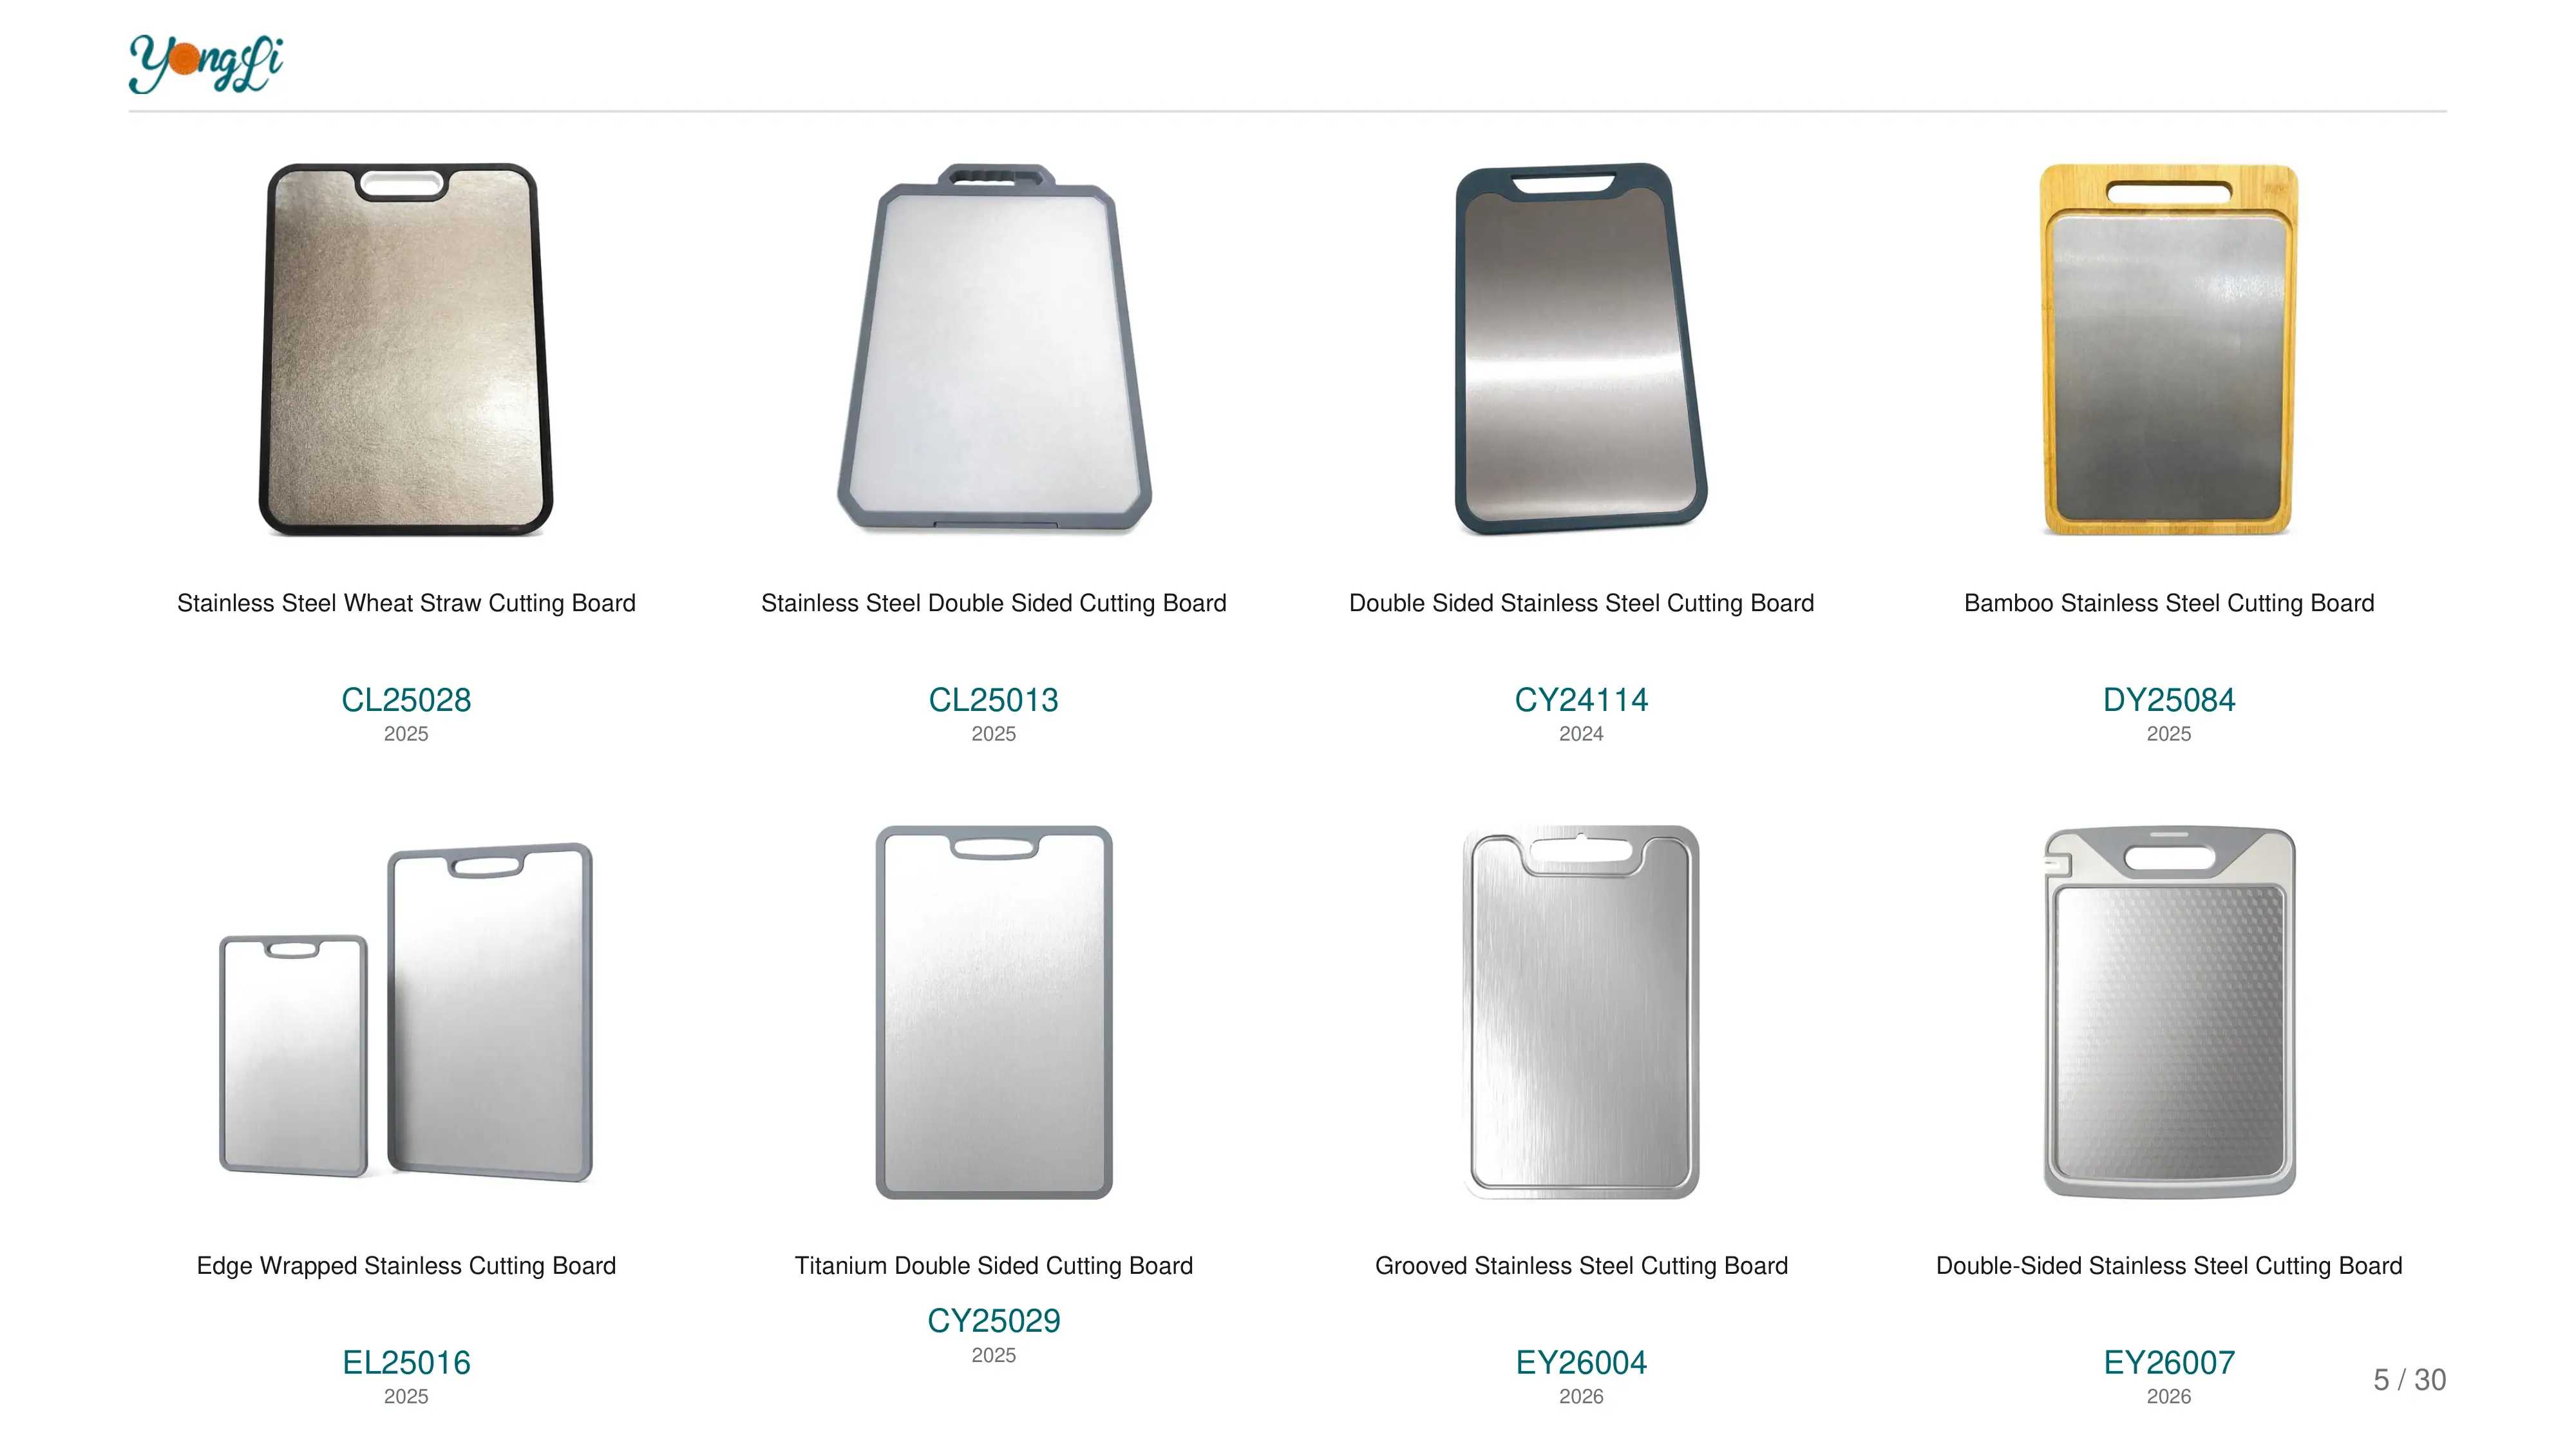 YongLi
Stainless Steel Wheat Straw Cutting Board
CL25028
2025
Stainless Steel Double Sided Cutting Board
CL25013
2025
Double Sided Stainless Steel Cutting Board
CY24114
2024
Bamboo Stainless Steel Cutting Board
DY25084
2025
Edge Wrapped Stainless Cutting Board
EL25016
2025
Titanium Double Sided Cutting Board
CY25029
2025
Grooved Stainless Steel Cutting Board
EY26004
2026
Double-Sided Stainless Steel Cutting Board
EY26007
2026
5 / 30